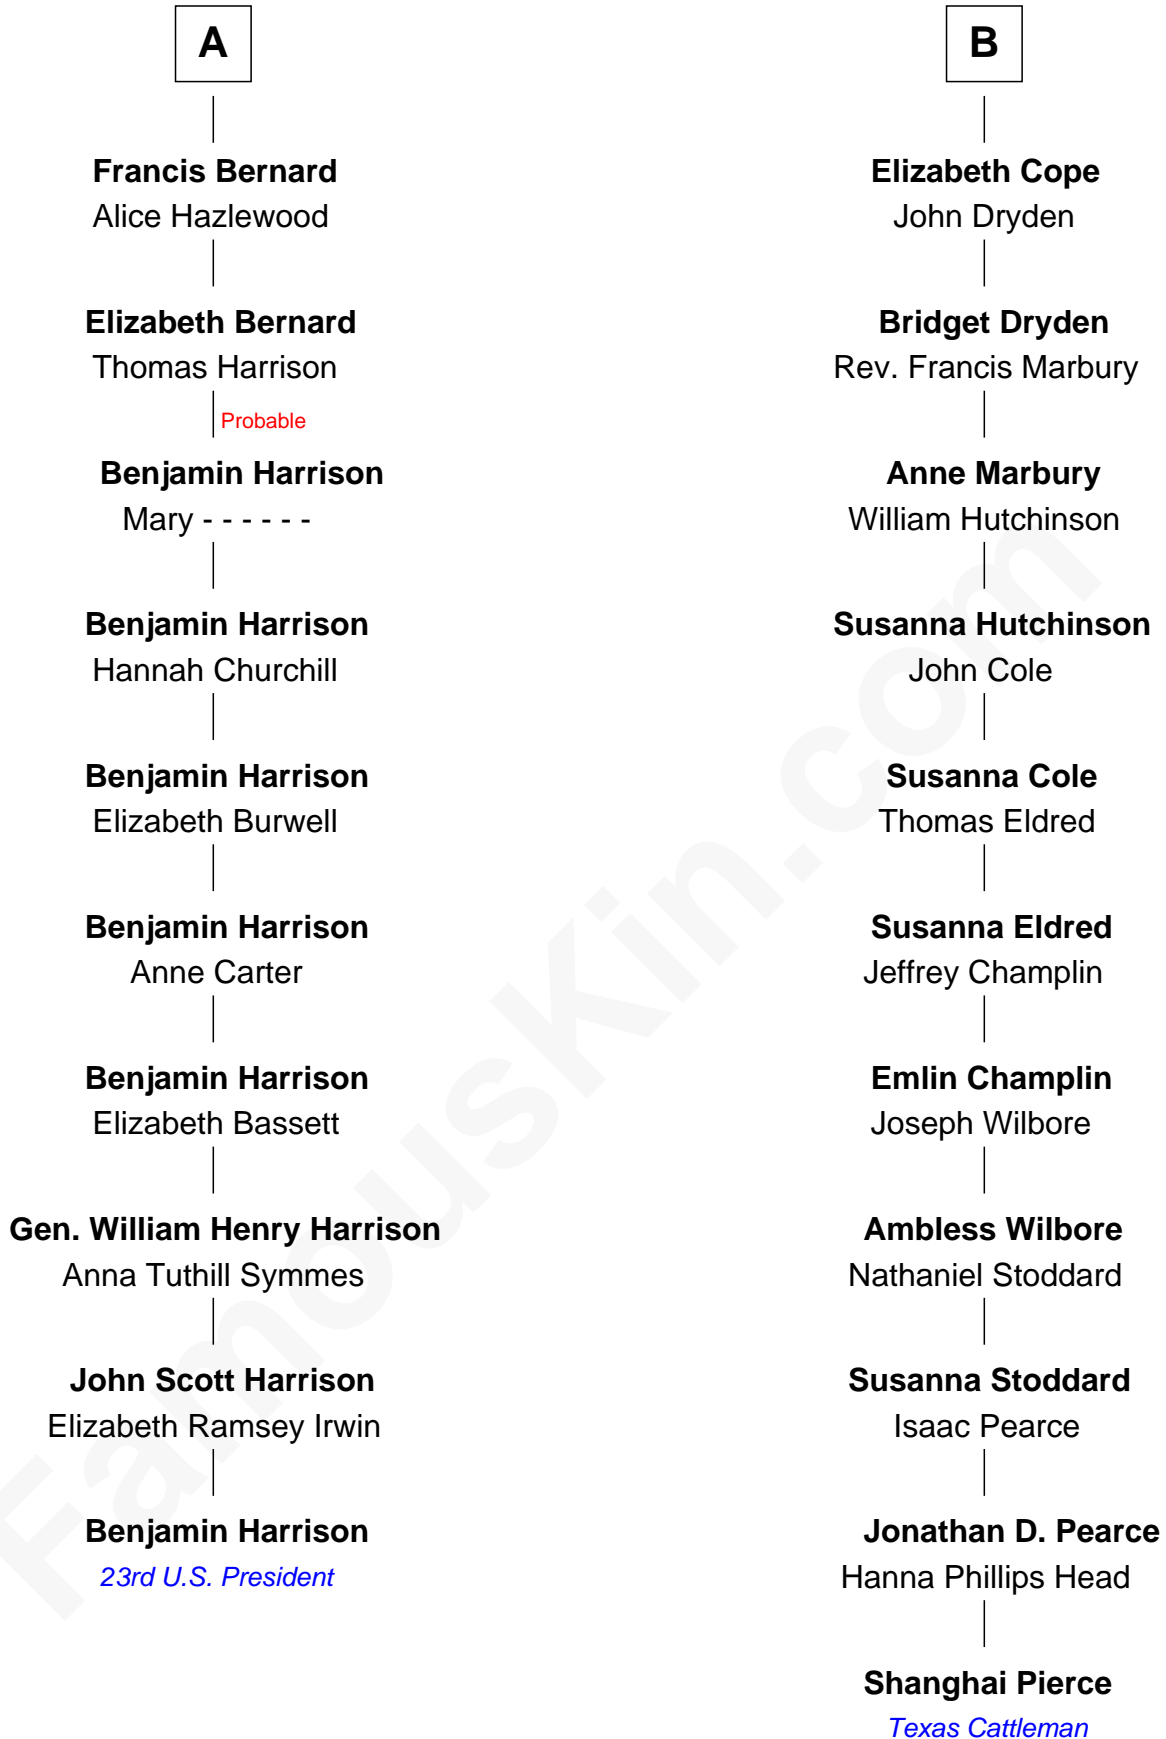 A
Francis Bernard
Alice Hazlewood
Elizabeth Bernard
Thomas Harrison
Probable
Benjamin Harrison
Mary - - - - - -
Benjamin Harrison
Hannah Churchill
Benjamin Harrison
Elizabeth Burwell
Benjamin Harrison
Anne Carter
Benjamin Harrison
Elizabeth Bassett
Gen. William Henry Harrison
Anna Tuthill Symmes
John Scott Harrison
Elizabeth Ramsey Irwin
Benjamin Harrison
23rd U.S. President
B
Elizabeth Cope
John Dryden
Bridget Dryden
Rev. Francis Marbury
Anne Marbury
William Hutchinson
Susanna Hutchinson
John Cole
Susanna Cole
Thomas Eldred
Susanna Eldred
Jeffrey Champlin
Emlin Champlin
Joseph Wilbore
Ambless Wilbore
Nathaniel Stoddard
Susanna Stoddard
Isaac Pearce
Jonathan D. Pearce
Hanna Phillips Head
Shanghai Pierce
Texas Cattleman
FamousKin.com